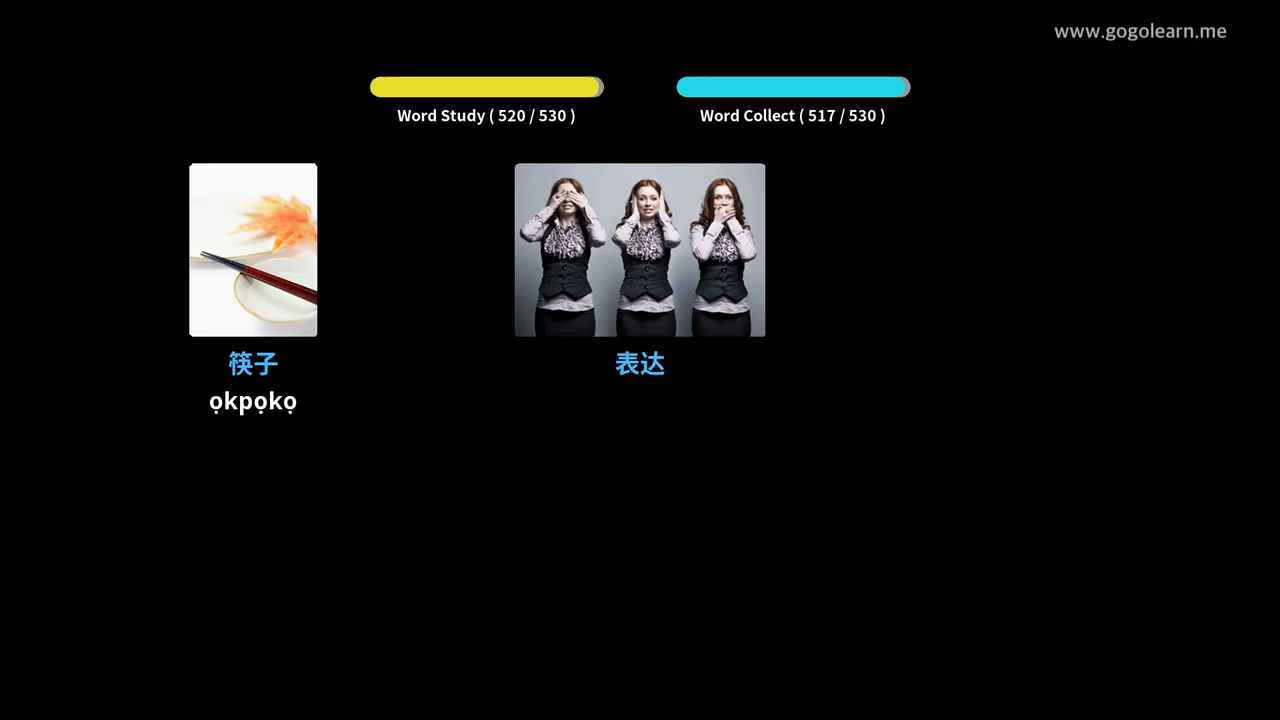 www.gogolearn.me
Word Study ( 520 / 530 )
Word Collect ( 517 / 530 )
筷子
表达
ọkpọkọ